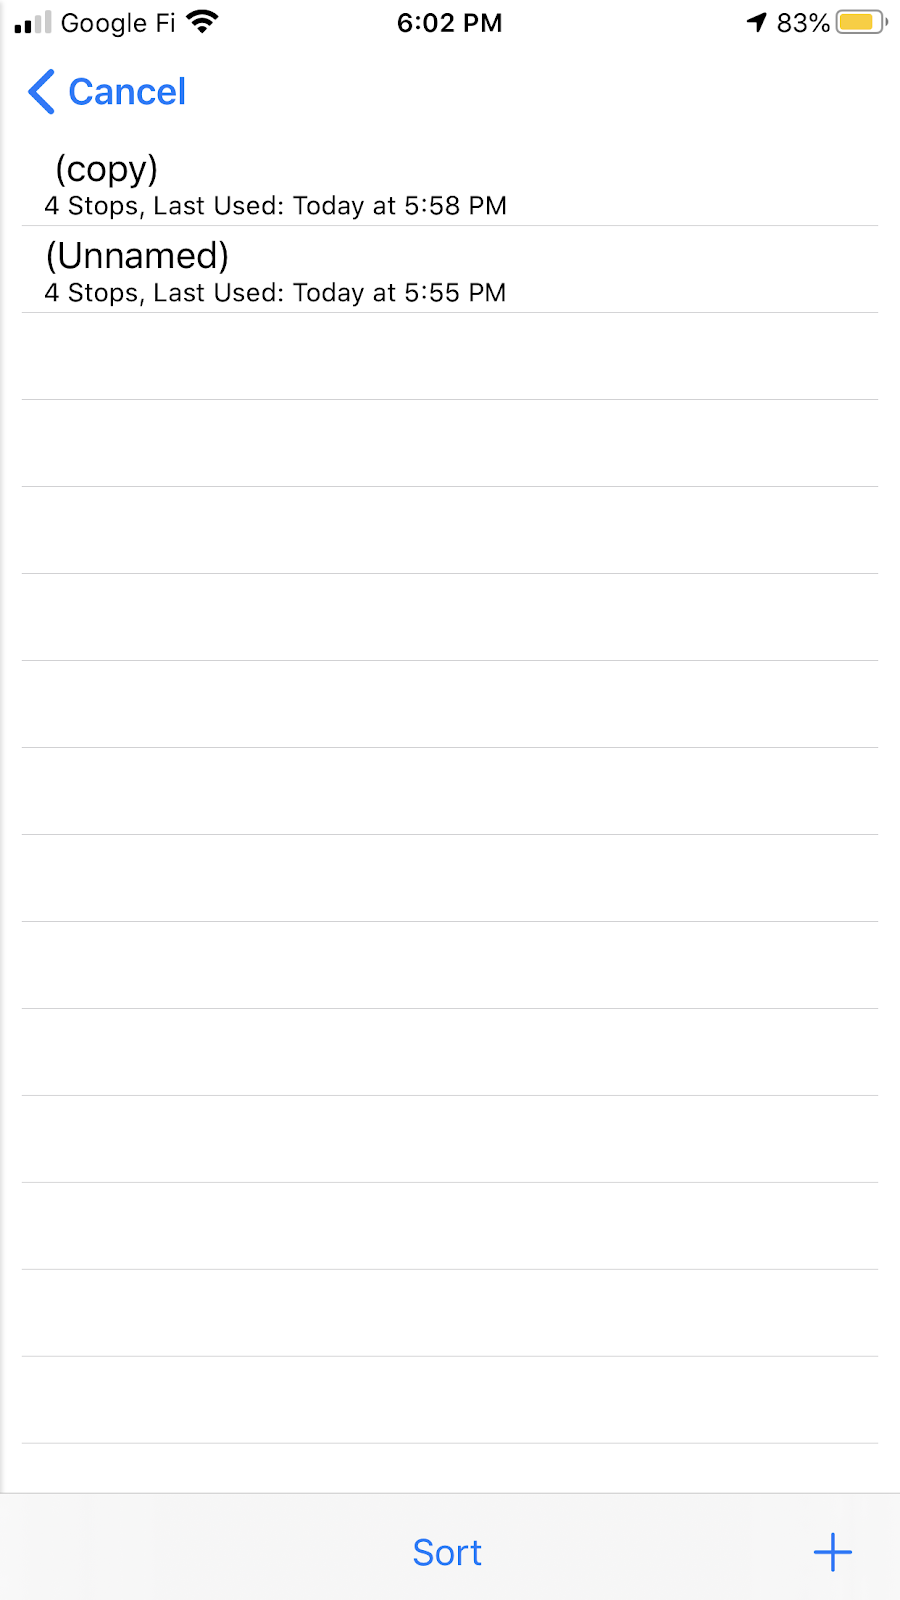 Google Fi 6:02 PM 83%
Cancel
(copy)
4 Stops, Last Used: Today at 5:58 PM
(Unnamed)
4 Stops, Last Used: Today at 5:55 PM
Sort